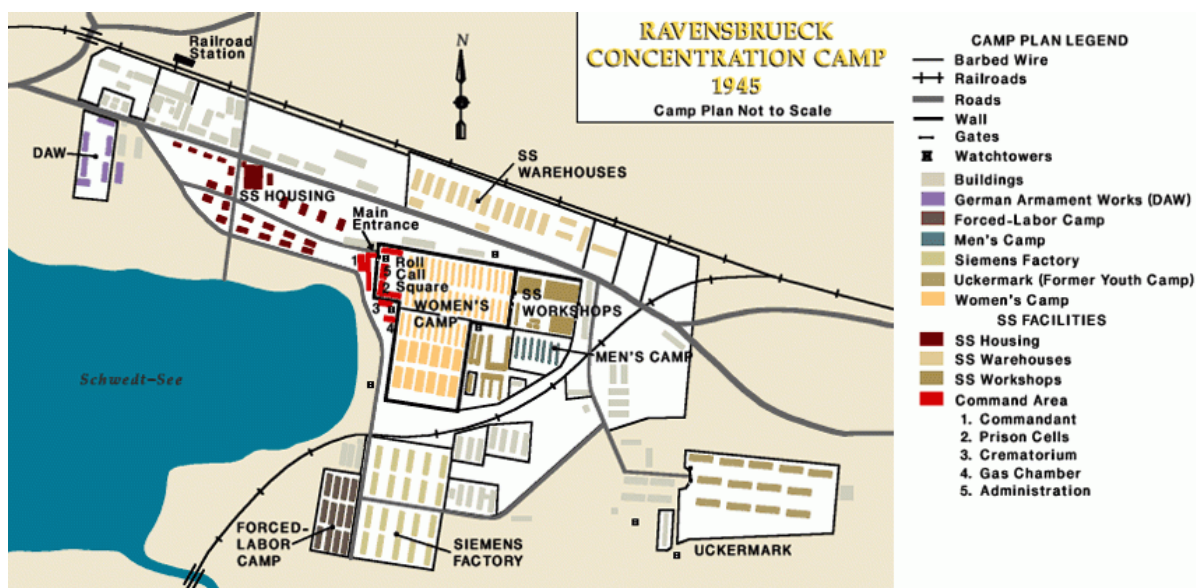 RAVENSBRUECK
CONCENTRATION CAMP
1945
Camp Plan Not to Scale
N
Railroad
Station
DAW
SS HOUSING
SS
WAREHOUSES
Main
Entrance
1
Roll
5 Call
2 Square
3
4
WOMEN'S
CAMP
SS
WORKSHOPS
MEN'S CAMP
Schwedt-See
FORCED-
LABOR
CAMP
SIEMENS
FACTORY
UCKERMARK
CAMP PLAN LEGEND
Barbed Wire
Railroads
Roads
Wall
Gates
Watchtowers
Buildings
German Armament Works (DAW)
Forced-Labor Camp
Men's Camp
Siemens Factory
Uckermark (Former Youth Camp)
Women's Camp
SS FACILITIES
SS Housing
SS Warehouses
SS Workshops
Command Area
1. Commandant
2. Prison Cells
3. Crematorium
4. Gas Chamber
5. Administration